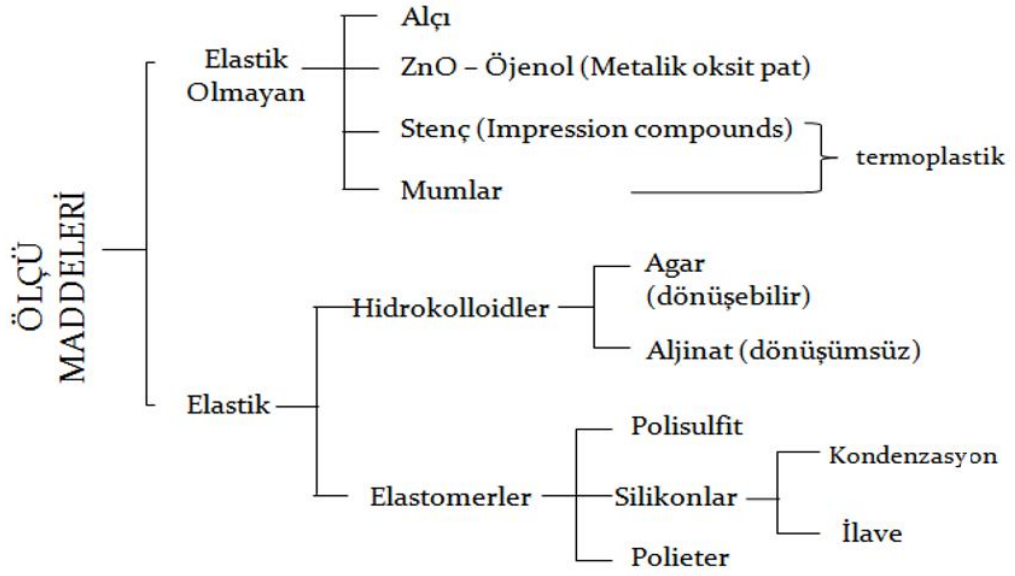 ÖLÇÜ
MADDELERİ
Elastik
Olmayan
Alçı
ZnO – Öjenol (Metalik oksit pat)
Stenç (Impression compounds)
Mumlar
termoplastik
Elastik
Hidrokolloidler
Agar
(dönüşebilir)
Aljinat (dönüşümsüz)
Elastomerler
Polisulfit
Silikonlar
Kondenzasyon
İlave
Polieter